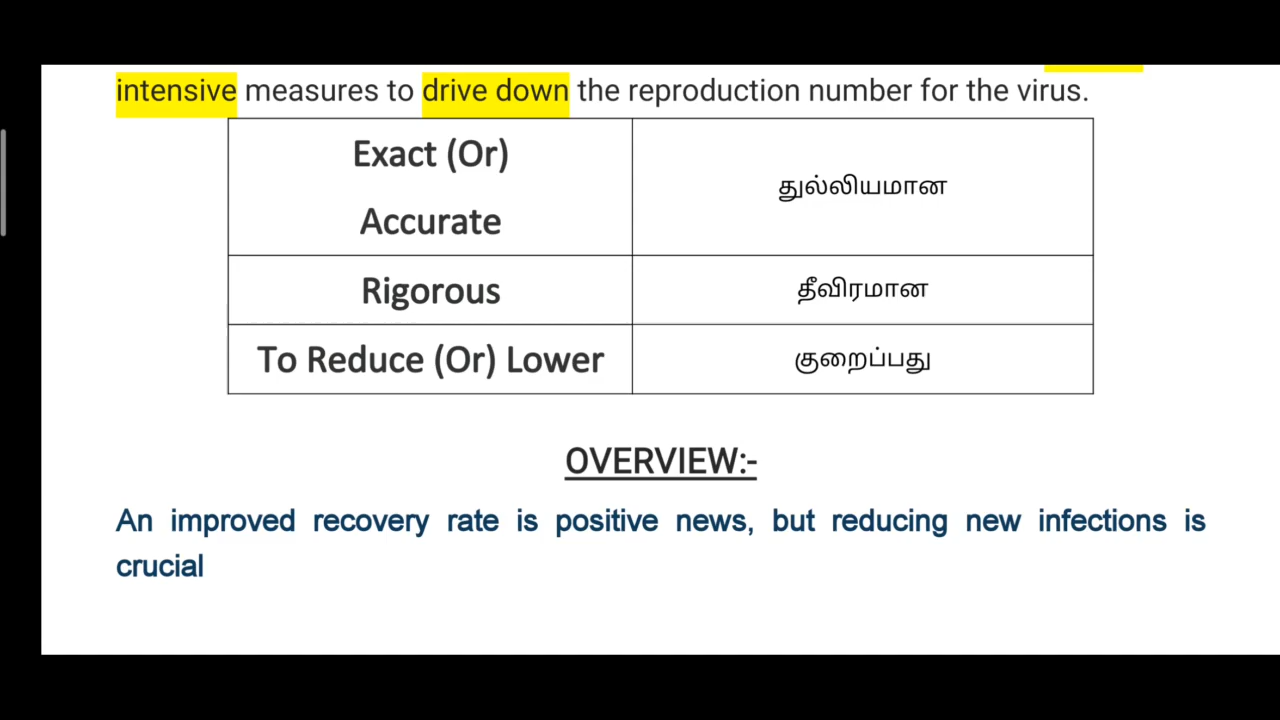 intensive measures to drive down the reproduction number for the virus.
Exact (Or)
Accurate
துல்லியமான
Rigorous
தீவிரமான
To Reduce (Or) Lower
குறைப்பது
OVERVIEW:-
An improved recovery rate is positive news, but reducing new infections is
crucial